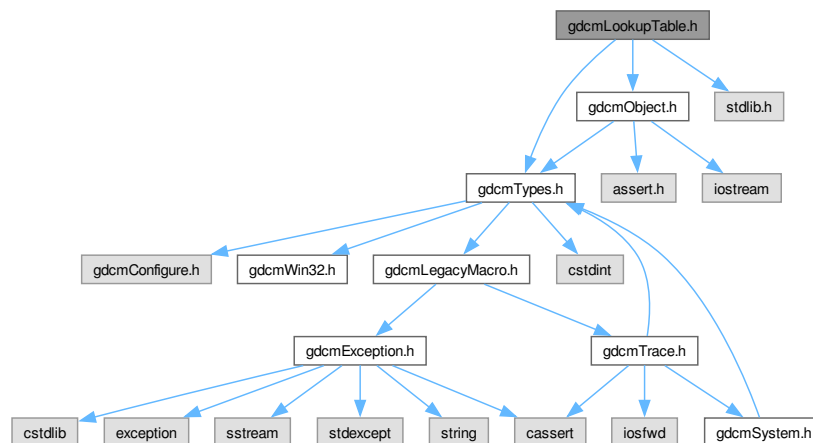 gdcmLookupTable.h
gdcmObject.h
stdlib.h
gdcmTypes.h
assert.h
iostream
gdcmConfigure.h
gdcmWin32.h
gdcmLegacyMacro.h
cstdint
gdcmException.h
gdcmTrace.h
cstdlib
exception
sstream
stdexcept
string
cassert
iosfwd
gdcmSystem.h